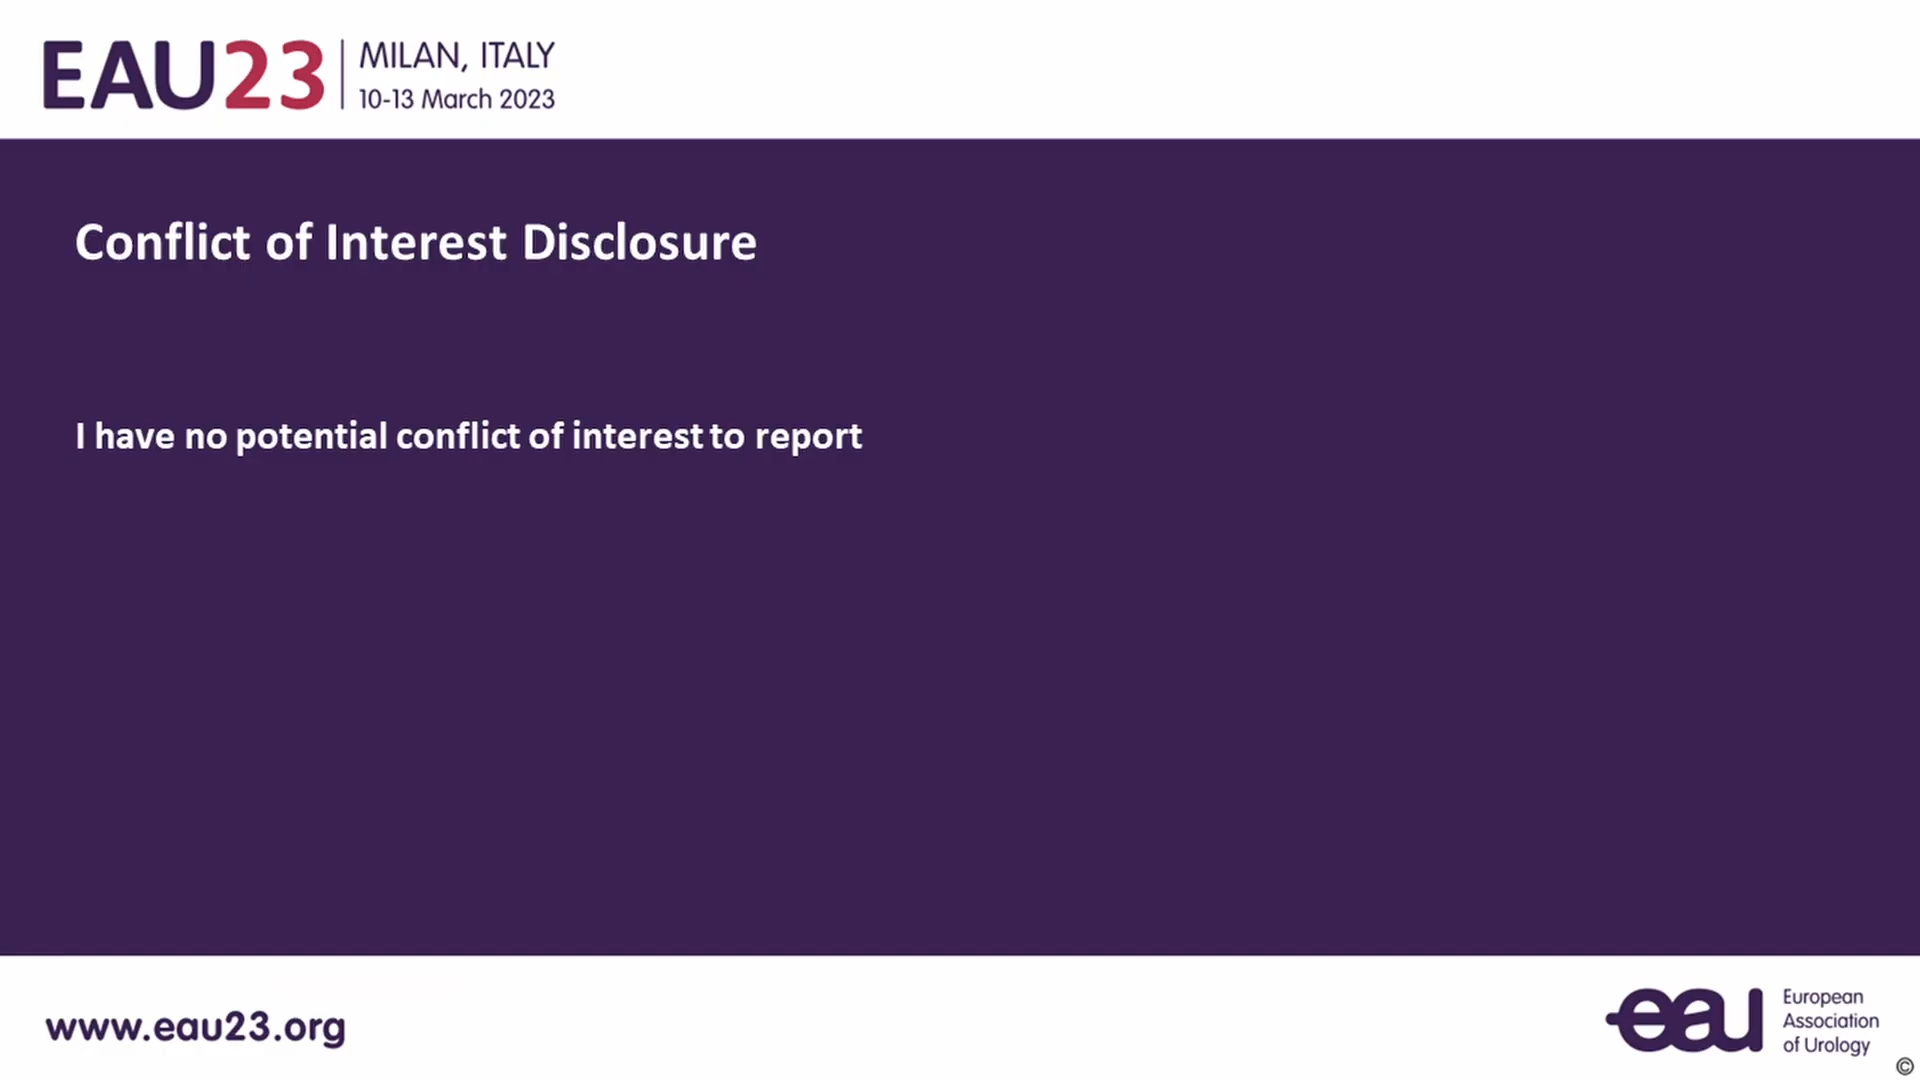 EAU23
MILAN, ITALY
10-13 March 2023
Conflict of Interest Disclosure
I have no potential conflict of interest to report
www.eau23.org
eau
European
Association
of Urology
©